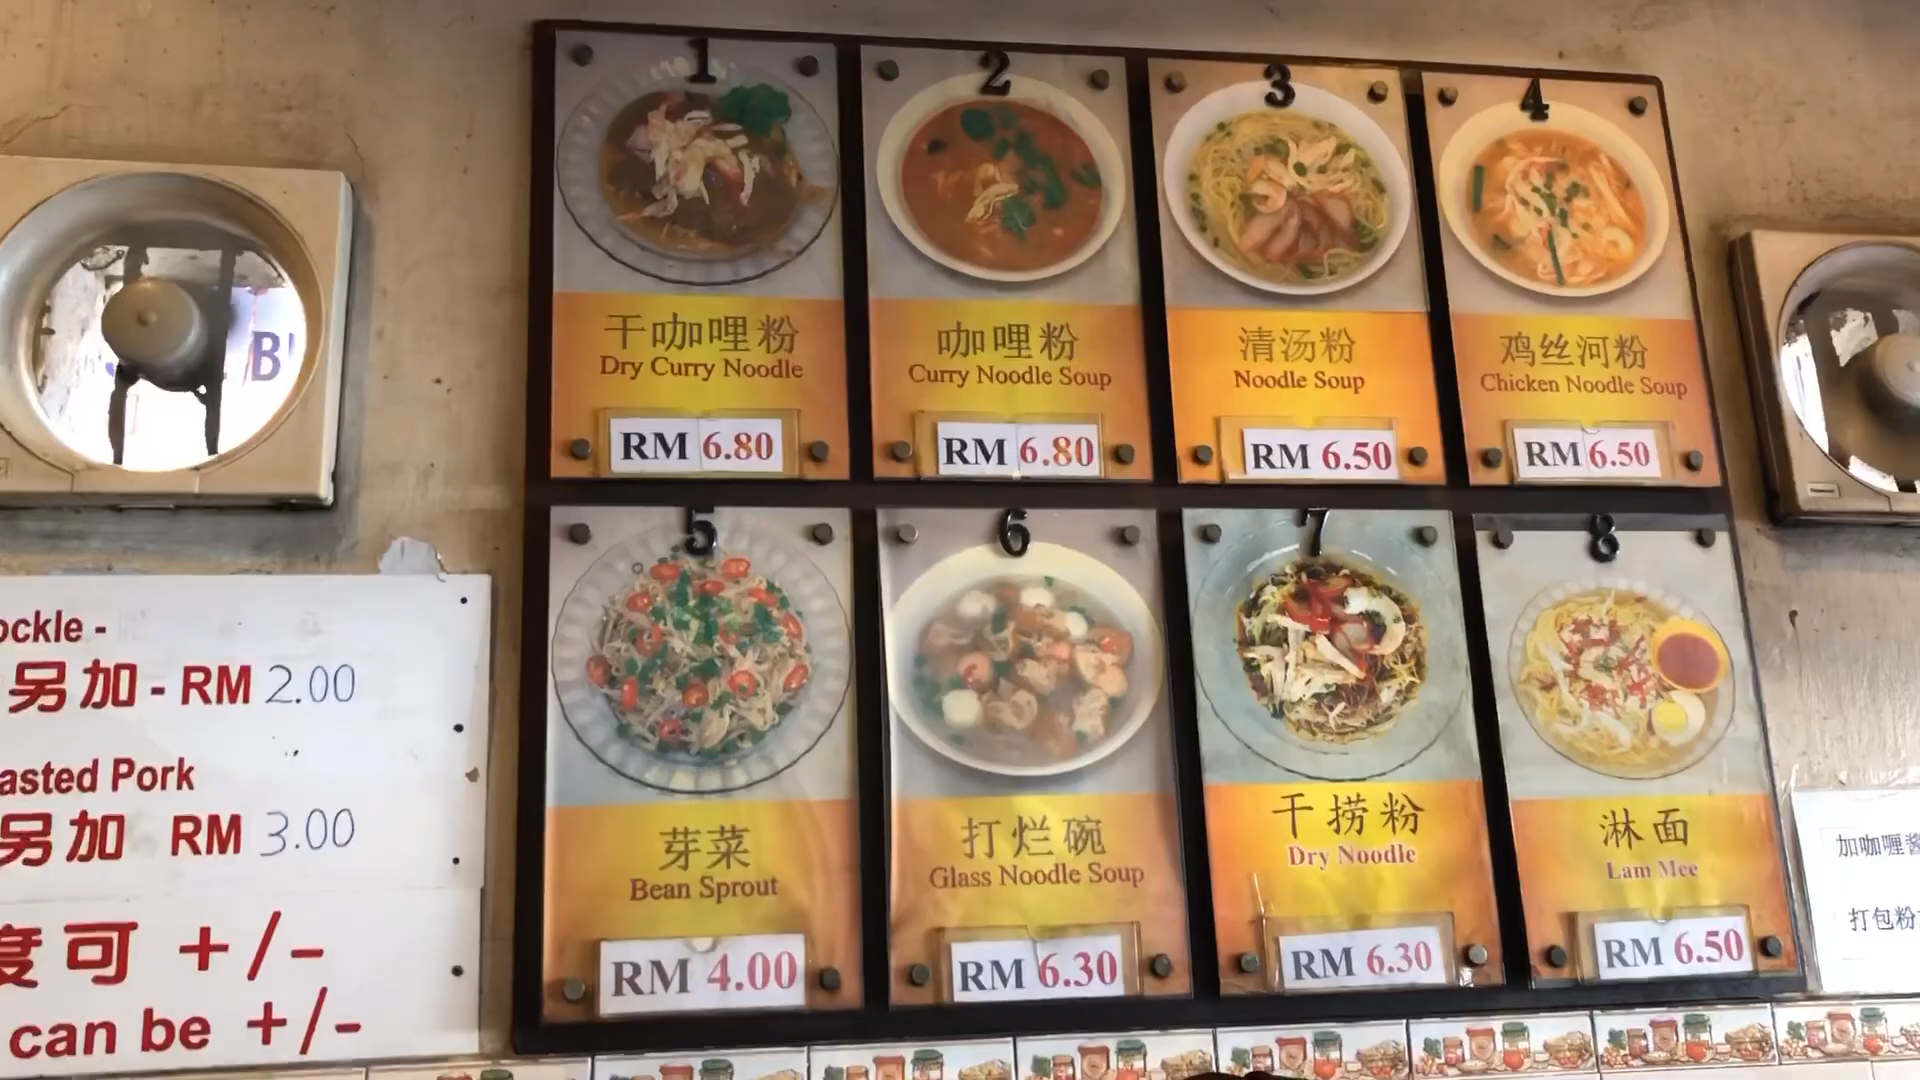 1
干咖哩粉
Dry Curry Noodle
RM 6.80
2
咖哩粉
Curry Noodle Soup
RM 6.80
3
清汤粉
Noodle Soup
RM 6.50
4
鸡丝河粉
Chicken Noodle Soup
RM 6.50
5
芽菜
Bean Sprout
RM 4.00
6
打烂碗
Glass Noodle Soup
RM 6.30
7
干捞粉
Dry Noodle
RM 6.30
8
淋面
Lam Mee
RM 6.50
ockle -
另加 - RM 2.00
asted Pork
另加 RM 3.00
度可 +/-
can be +/-
加咖喱酱
打包粉
B